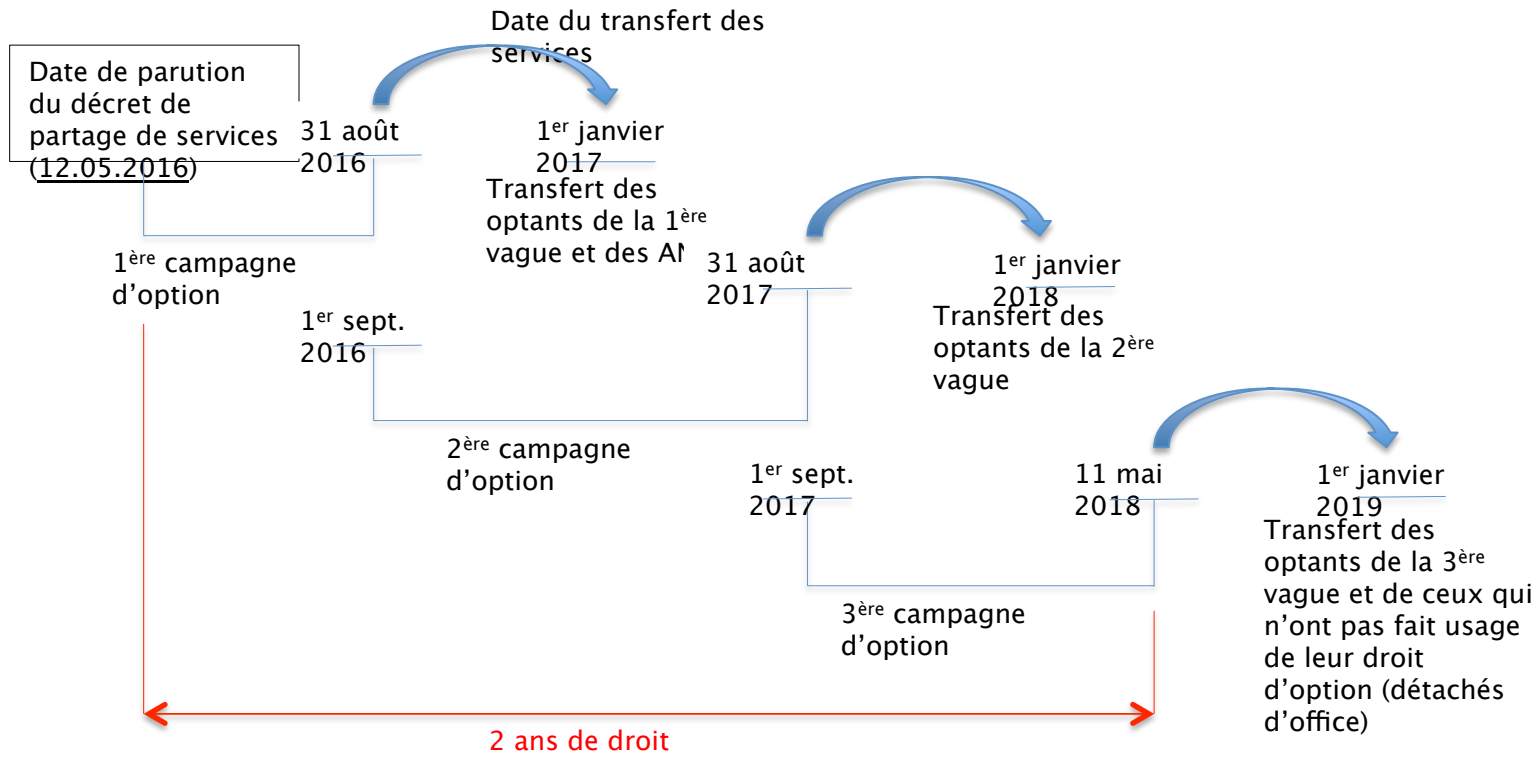 Date du transfert des
services
Date de parution
du décret de
partage de services
(12.05.2016)
31 août
2016
1er janvier
2017
Transfert des
optants de la 1ère
vague et des AN
1ère campagne
d’option
31 août
2017
1er janvier
2018
Transfert des
optants de la 2ère
vague
1er sept.
2016
2ère campagne
d’option
1er sept.
2017
11 mai
2018
1er janvier
2019
Transfert des
optants de la 3ère
vague et de ceux qui
n’ont pas fait usage
de leur droit
d’option (détachés
d’office)
3ère campagne
d’option
2 ans de droit